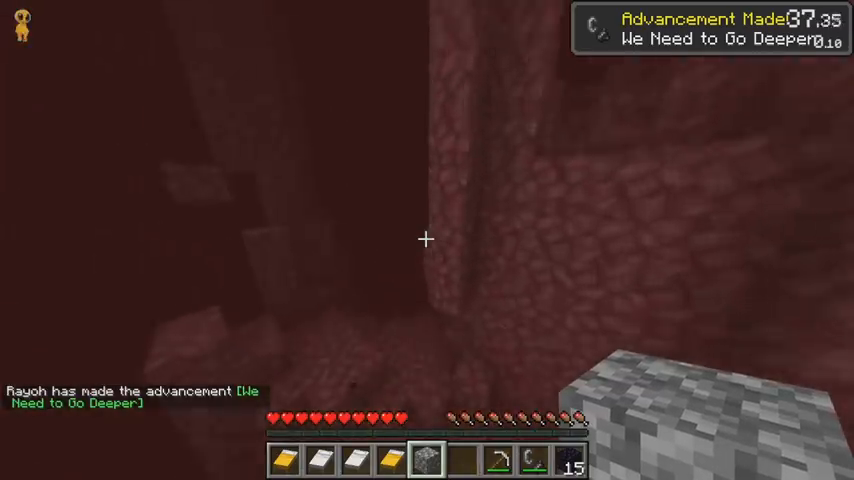 Advancement Made 37.35
We Need to Go Deeper 0.10
Rayoh has made the advancement [We
Need to Go Deeper]
15